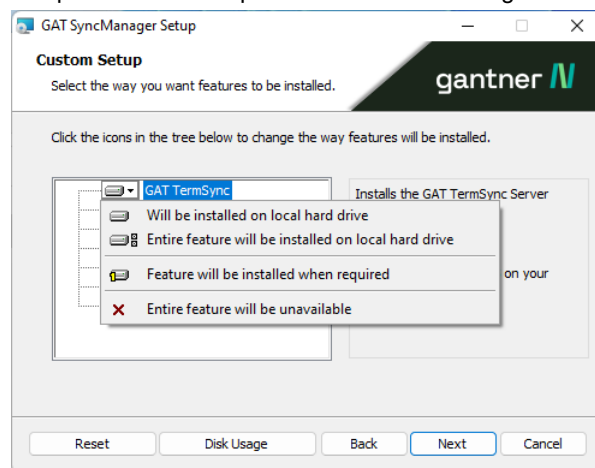 GAT SyncManager Setup
Custom Setup
Select the way you want features to be installed.
gantner
Click the icons in the tree below to change the way features will be installed.
GAT TermSync
Installs the GAT TermSync Server
Will be installed on local hard drive
Entire feature will be installed on local hard drive
Feature will be installed when required
on your
Entire feature will be unavailable
Reset
Disk Usage
Back
Next
Cancel